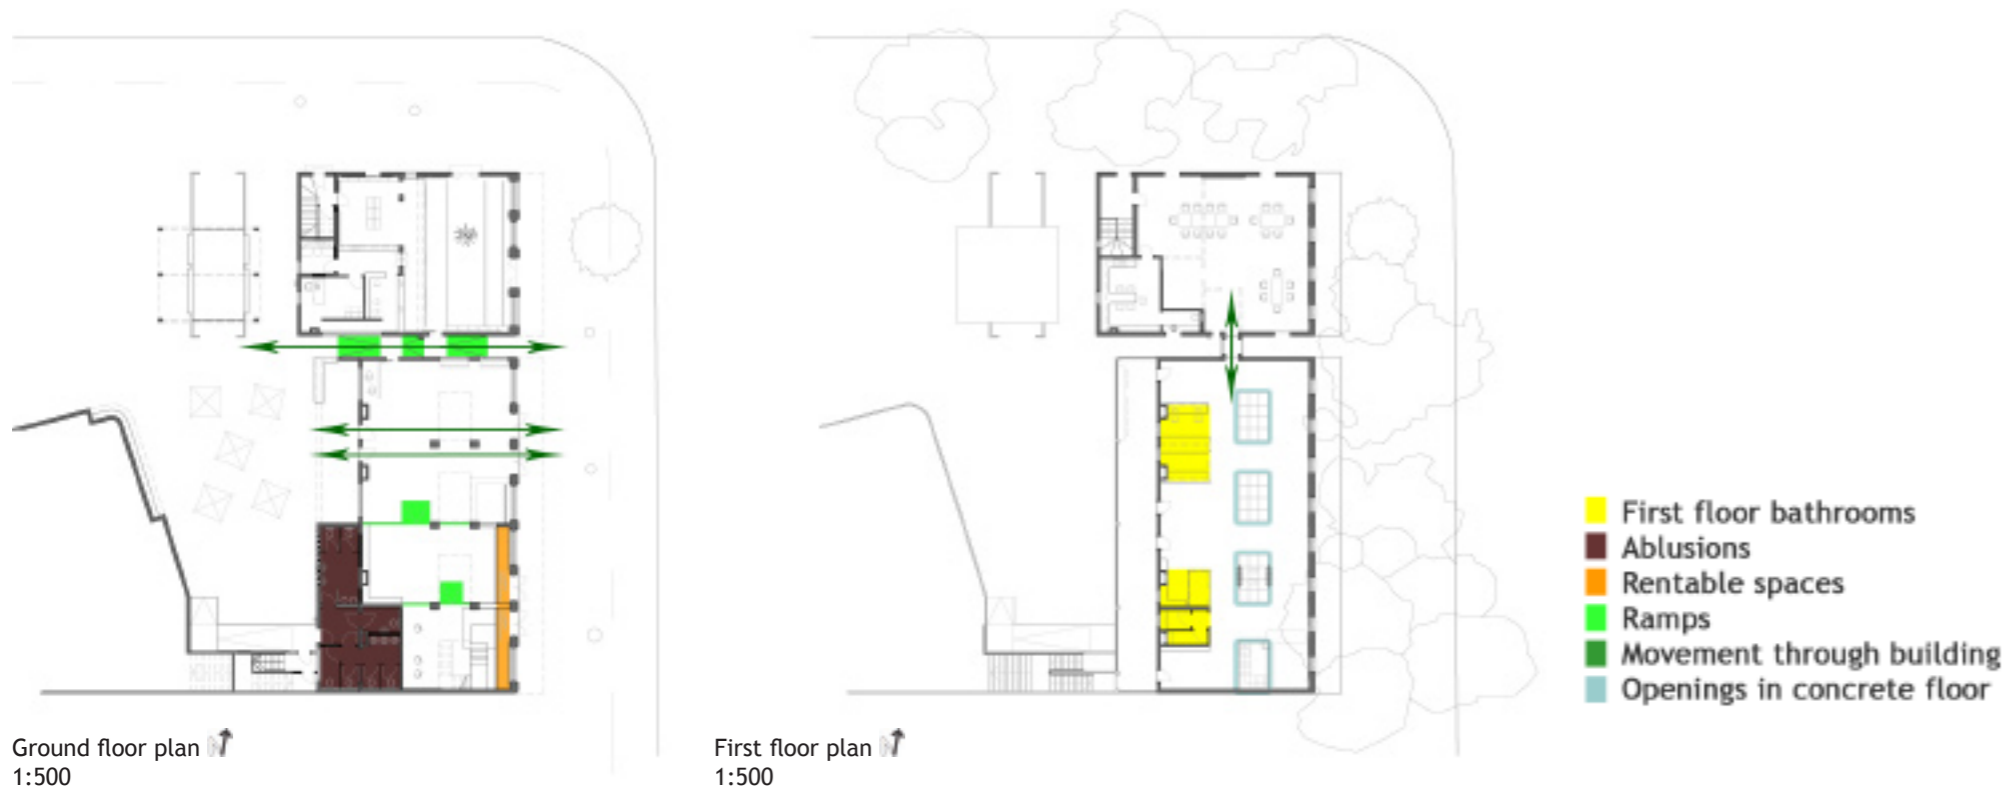 Ground floor plan N
1:500
First floor plan N
1:500
First floor bathrooms
Ablusions
Rentable spaces
Ramps
Movement through building
Openings in concrete floor